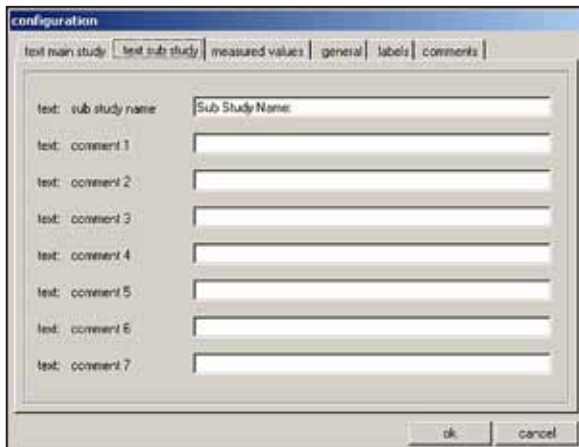 configuration
text main study text sub study measured values general labels comments
text: sub study name Sub Study Name:
text: comment 1
text: comment 2
text: comment 3
text: comment 4
text: comment 5
text: comment 6
text: comment 7
ok cancel